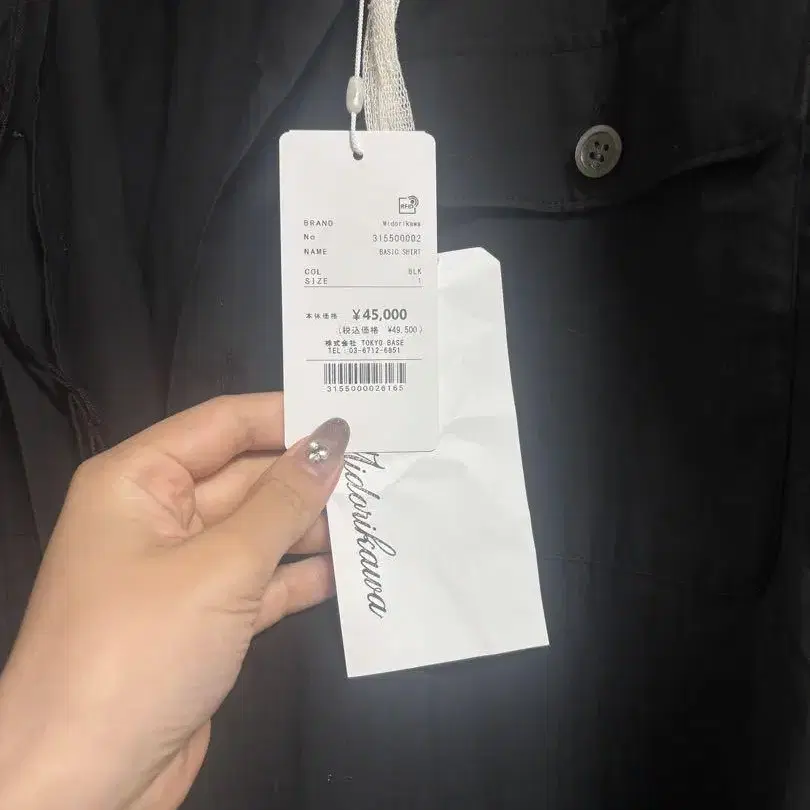 RFID
BRAND Midorikawa
No 315500002
NAME BASIC SHIRT
COL BLK
SIZE 1
本体価格 ¥45,000
(税込価格 ¥49,500)
株式会社 TOKYO BASE
TEL:03-6712-6851
3155000026165
Midorikawa